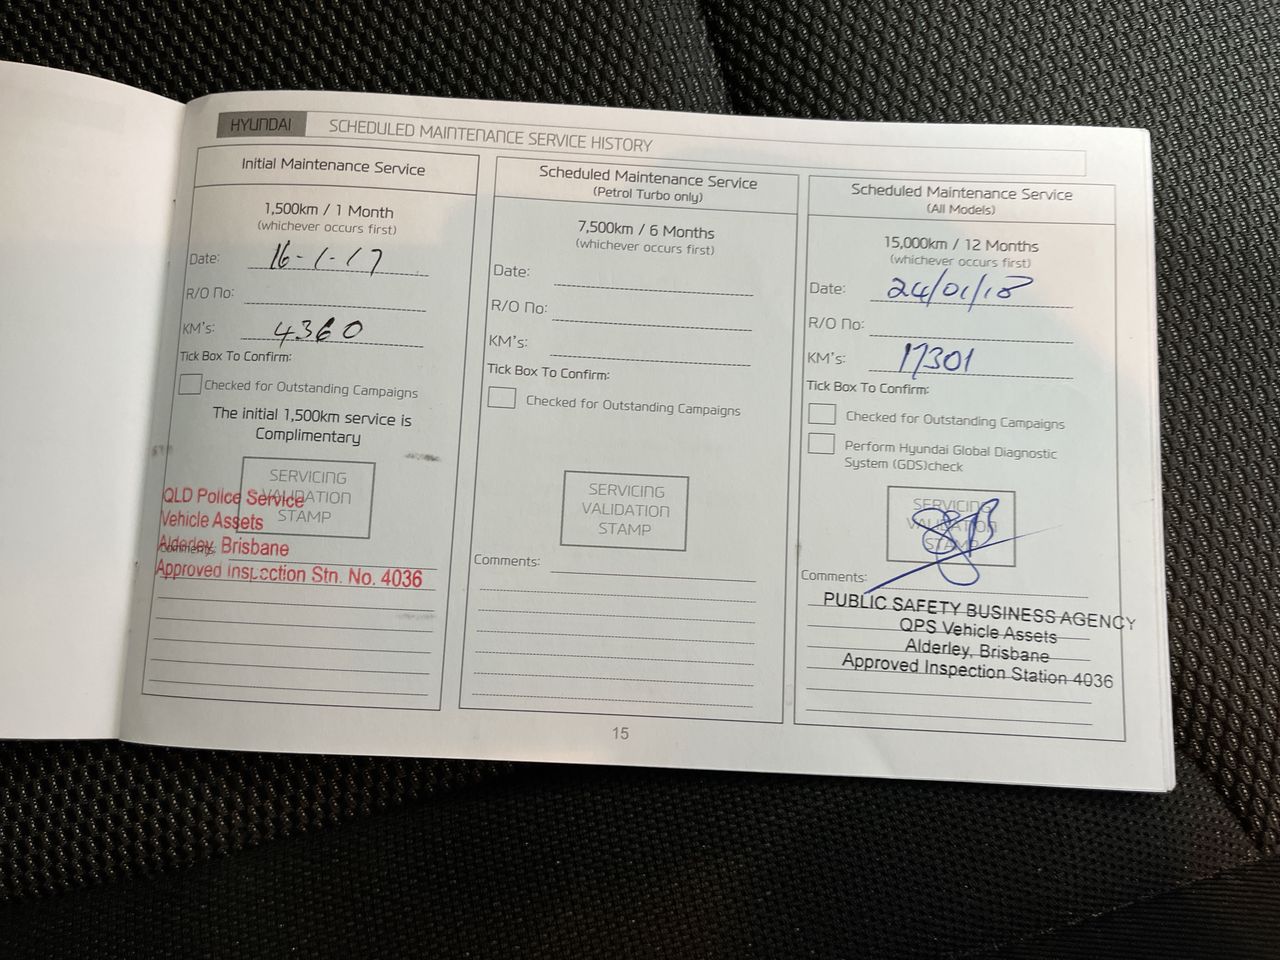 HYUNDAI SCHEDULED MAINTENANCE SERVICE HISTORY
Initial Maintenance Service
1,500km / 1 Month
(whichever occurs first)
Date: 16-1-17
R/O No:
KM's: 4360
Tick Box To Confirm:
Checked for Outstanding Campaigns
The initial 1,500km service is
Complimentary
SERVICING
VALIDATION
STAMP
QLD Police Service
Vehicle Assets
Alderley, Brisbane
Approved Inspection Stn. No. 4036
Comments:
Scheduled Maintenance Service
(Petrol Turbo only)
7,500km / 6 Months
(whichever occurs first)
Date:
R/O No:
KM's:
Tick Box To Confirm:
Checked for Outstanding Campaigns
SERVICING
VALIDATION
STAMP
Comments:
Scheduled Maintenance Service
(All Models)
15,000km / 12 Months
(whichever occurs first)
Date: 24/01/18
R/O No:
KM's: 17301
Tick Box To Confirm:
Checked for Outstanding Campaigns
Perform Hyundai Global Diagnostic
System (GDS)check
SERVICING
VALIDATION
STAMP
Comments:
PUBLIC SAFETY BUSINESS AGENCY
QPS Vehicle Assets
Alderley, Brisbane
Approved Inspection Station 4036
15